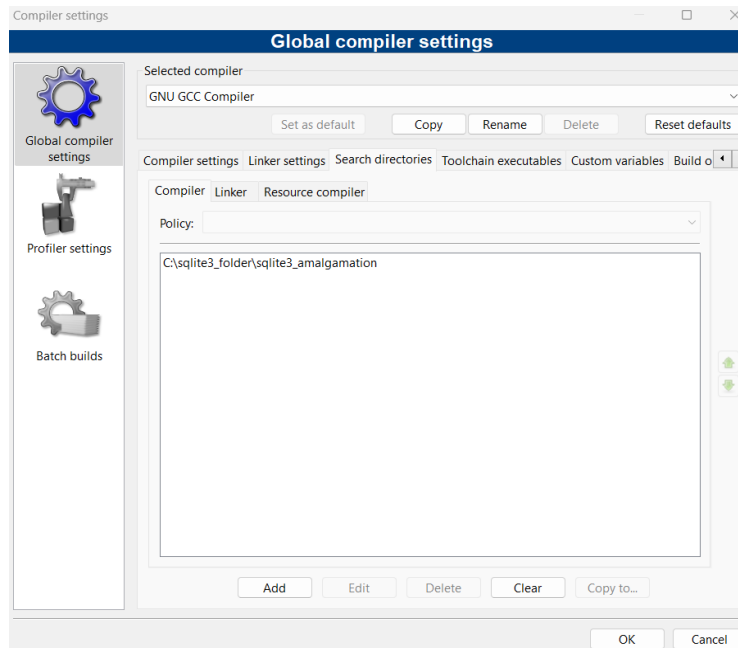 Compiler settings
Global compiler settings
Global compiler
settings
Profiler settings
Batch builds
Selected compiler
GNU GCC Compiler
Set as default Copy Rename Delete Reset defaults
Compiler settings Linker settings Search directories Toolchain executables Custom variables Build o
Compiler Linker Resource compiler
Policy:
C:\sqlite3_folder\sqlite3_amalgamation
Add Edit Delete Clear Copy to...
OK Cancel